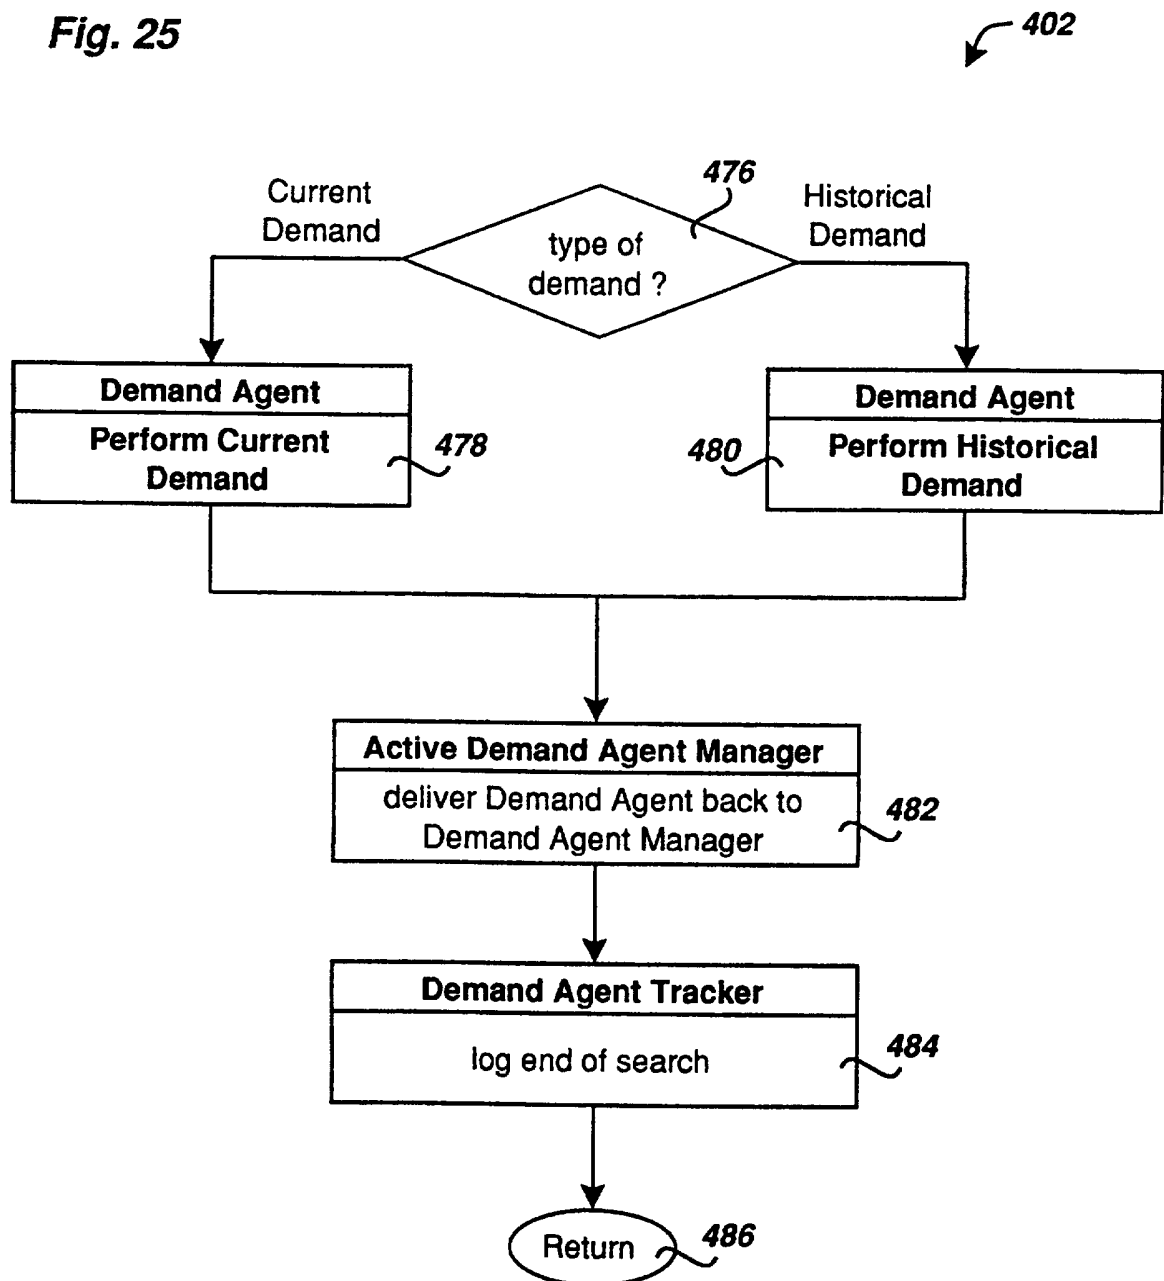 Fig. 25
402
476
Current
Demand
Historical
Demand
type of
demand ?
Demand Agent
Perform Current
Demand
478
Demand Agent
480
Perform Historical
Demand
Active Demand Agent Manager
deliver Demand Agent back to
Demand Agent Manager
482
Demand Agent Tracker
log end of search
484
Return
486